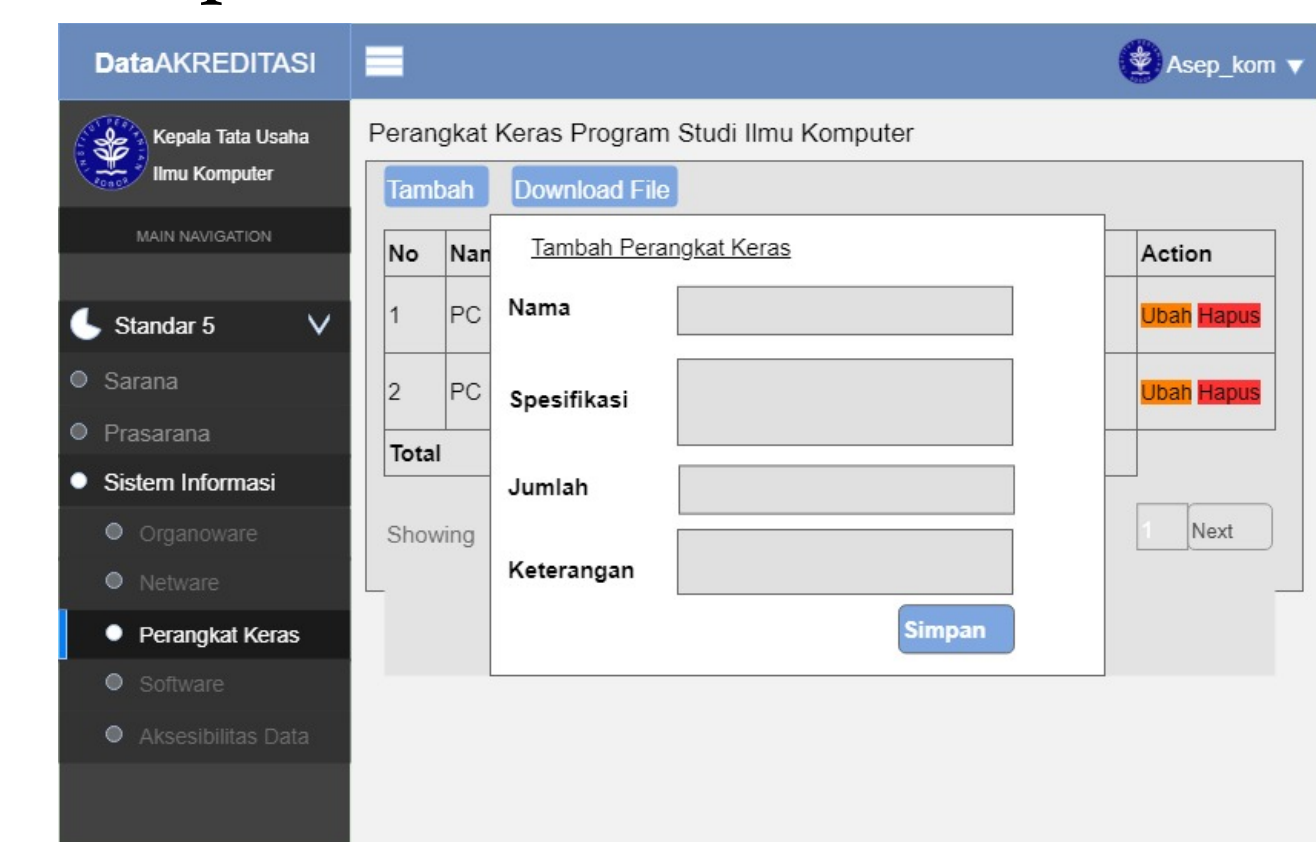 DataAKREDITASI
Asep_kom
Kepala Tata Usaha
Ilmu Komputer
MAIN NAVIGATION
Standar 5
Sarana
Prasarana
Sistem Informasi
Organoware
Netware
Perangkat Keras
Software
Aksesibilitas Data
Perangkat Keras Program Studi Ilmu Komputer
Tambah Download File
No Nam Action
1 PC Ubah Hapus
2 PC Ubah Hapus
Total
Showing 1 Next
Tambah Perangkat Keras
Nama
Spesifikasi
Jumlah
Keterangan
Simpan